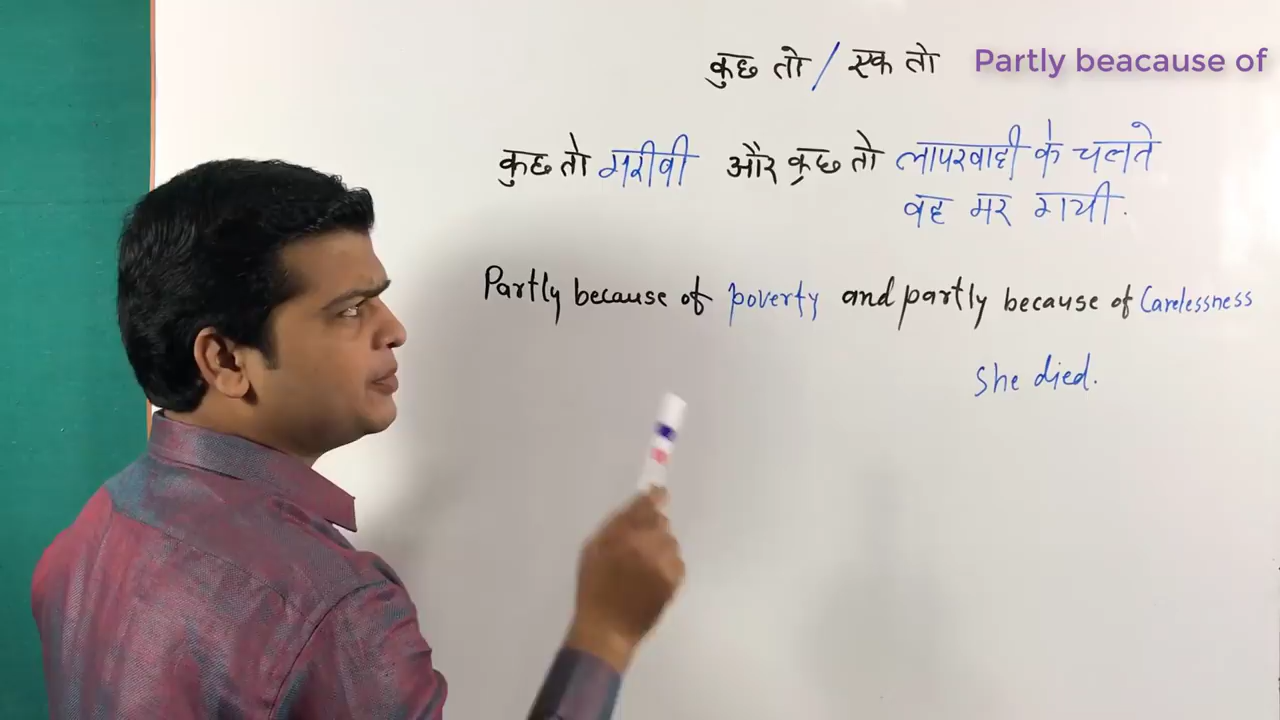 कुछ तो / एक तो Partly beacause of
कुछ तो गरीबी और कुछ तो लापरवाही के चलते
वह मर गयी.
Partly because of poverty and partly because of Carelessness
She died.